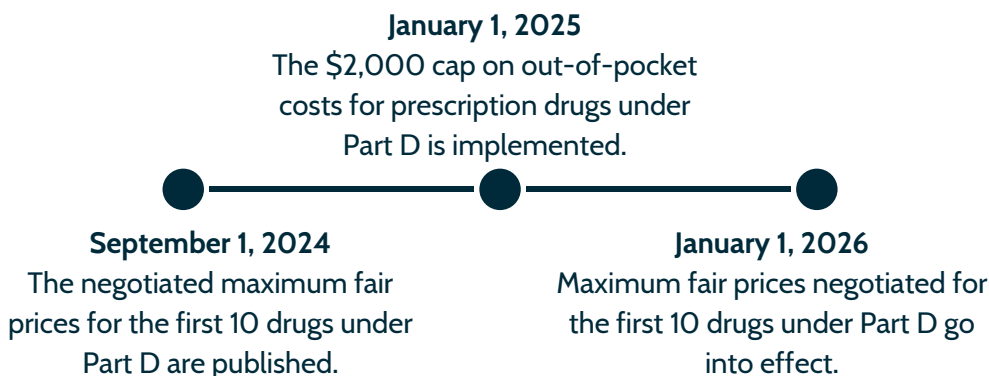 January 1, 2025
The $2,000 cap on out-of-pocket
costs for prescription drugs under
Part D is implemented.
September 1, 2024
The negotiated maximum fair
prices for the first 10 drugs under
Part D are published.
January 1, 2026
Maximum fair prices negotiated for
the first 10 drugs under Part D go
into effect.